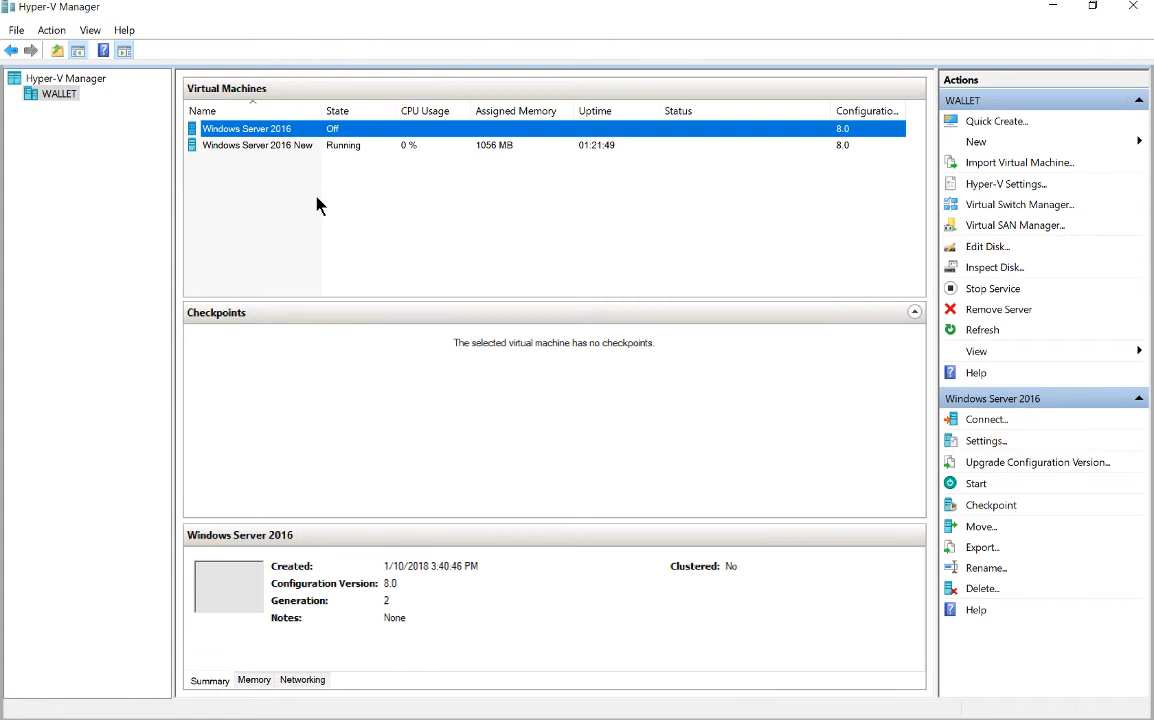 Hyper-V Manager
File Action View Help
Hyper-V Manager
WALLET
Virtual Machines
Name State CPU Usage Assigned Memory Uptime Status Configuratio...
Windows Server 2016 Off 8.0
Windows Server 2016 New Running 0 % 1056 MB 01:21:49 8.0
Checkpoints
The selected virtual machine has no checkpoints.
Windows Server 2016
Created: 1/10/2018 3:40:46 PM Clustered: No
Configuration Version: 8.0
Generation: 2
Notes: None
Summary Memory Networking
Actions
WALLET
Quick Create...
New
Import Virtual Machine...
Hyper-V Settings...
Virtual Switch Manager...
Virtual SAN Manager...
Edit Disk...
Inspect Disk...
Stop Service
Remove Server
Refresh
View
Help
Windows Server 2016
Connect...
Settings...
Upgrade Configuration Version...
Start
Checkpoint
Move...
Export...
Rename...
Delete...
Help